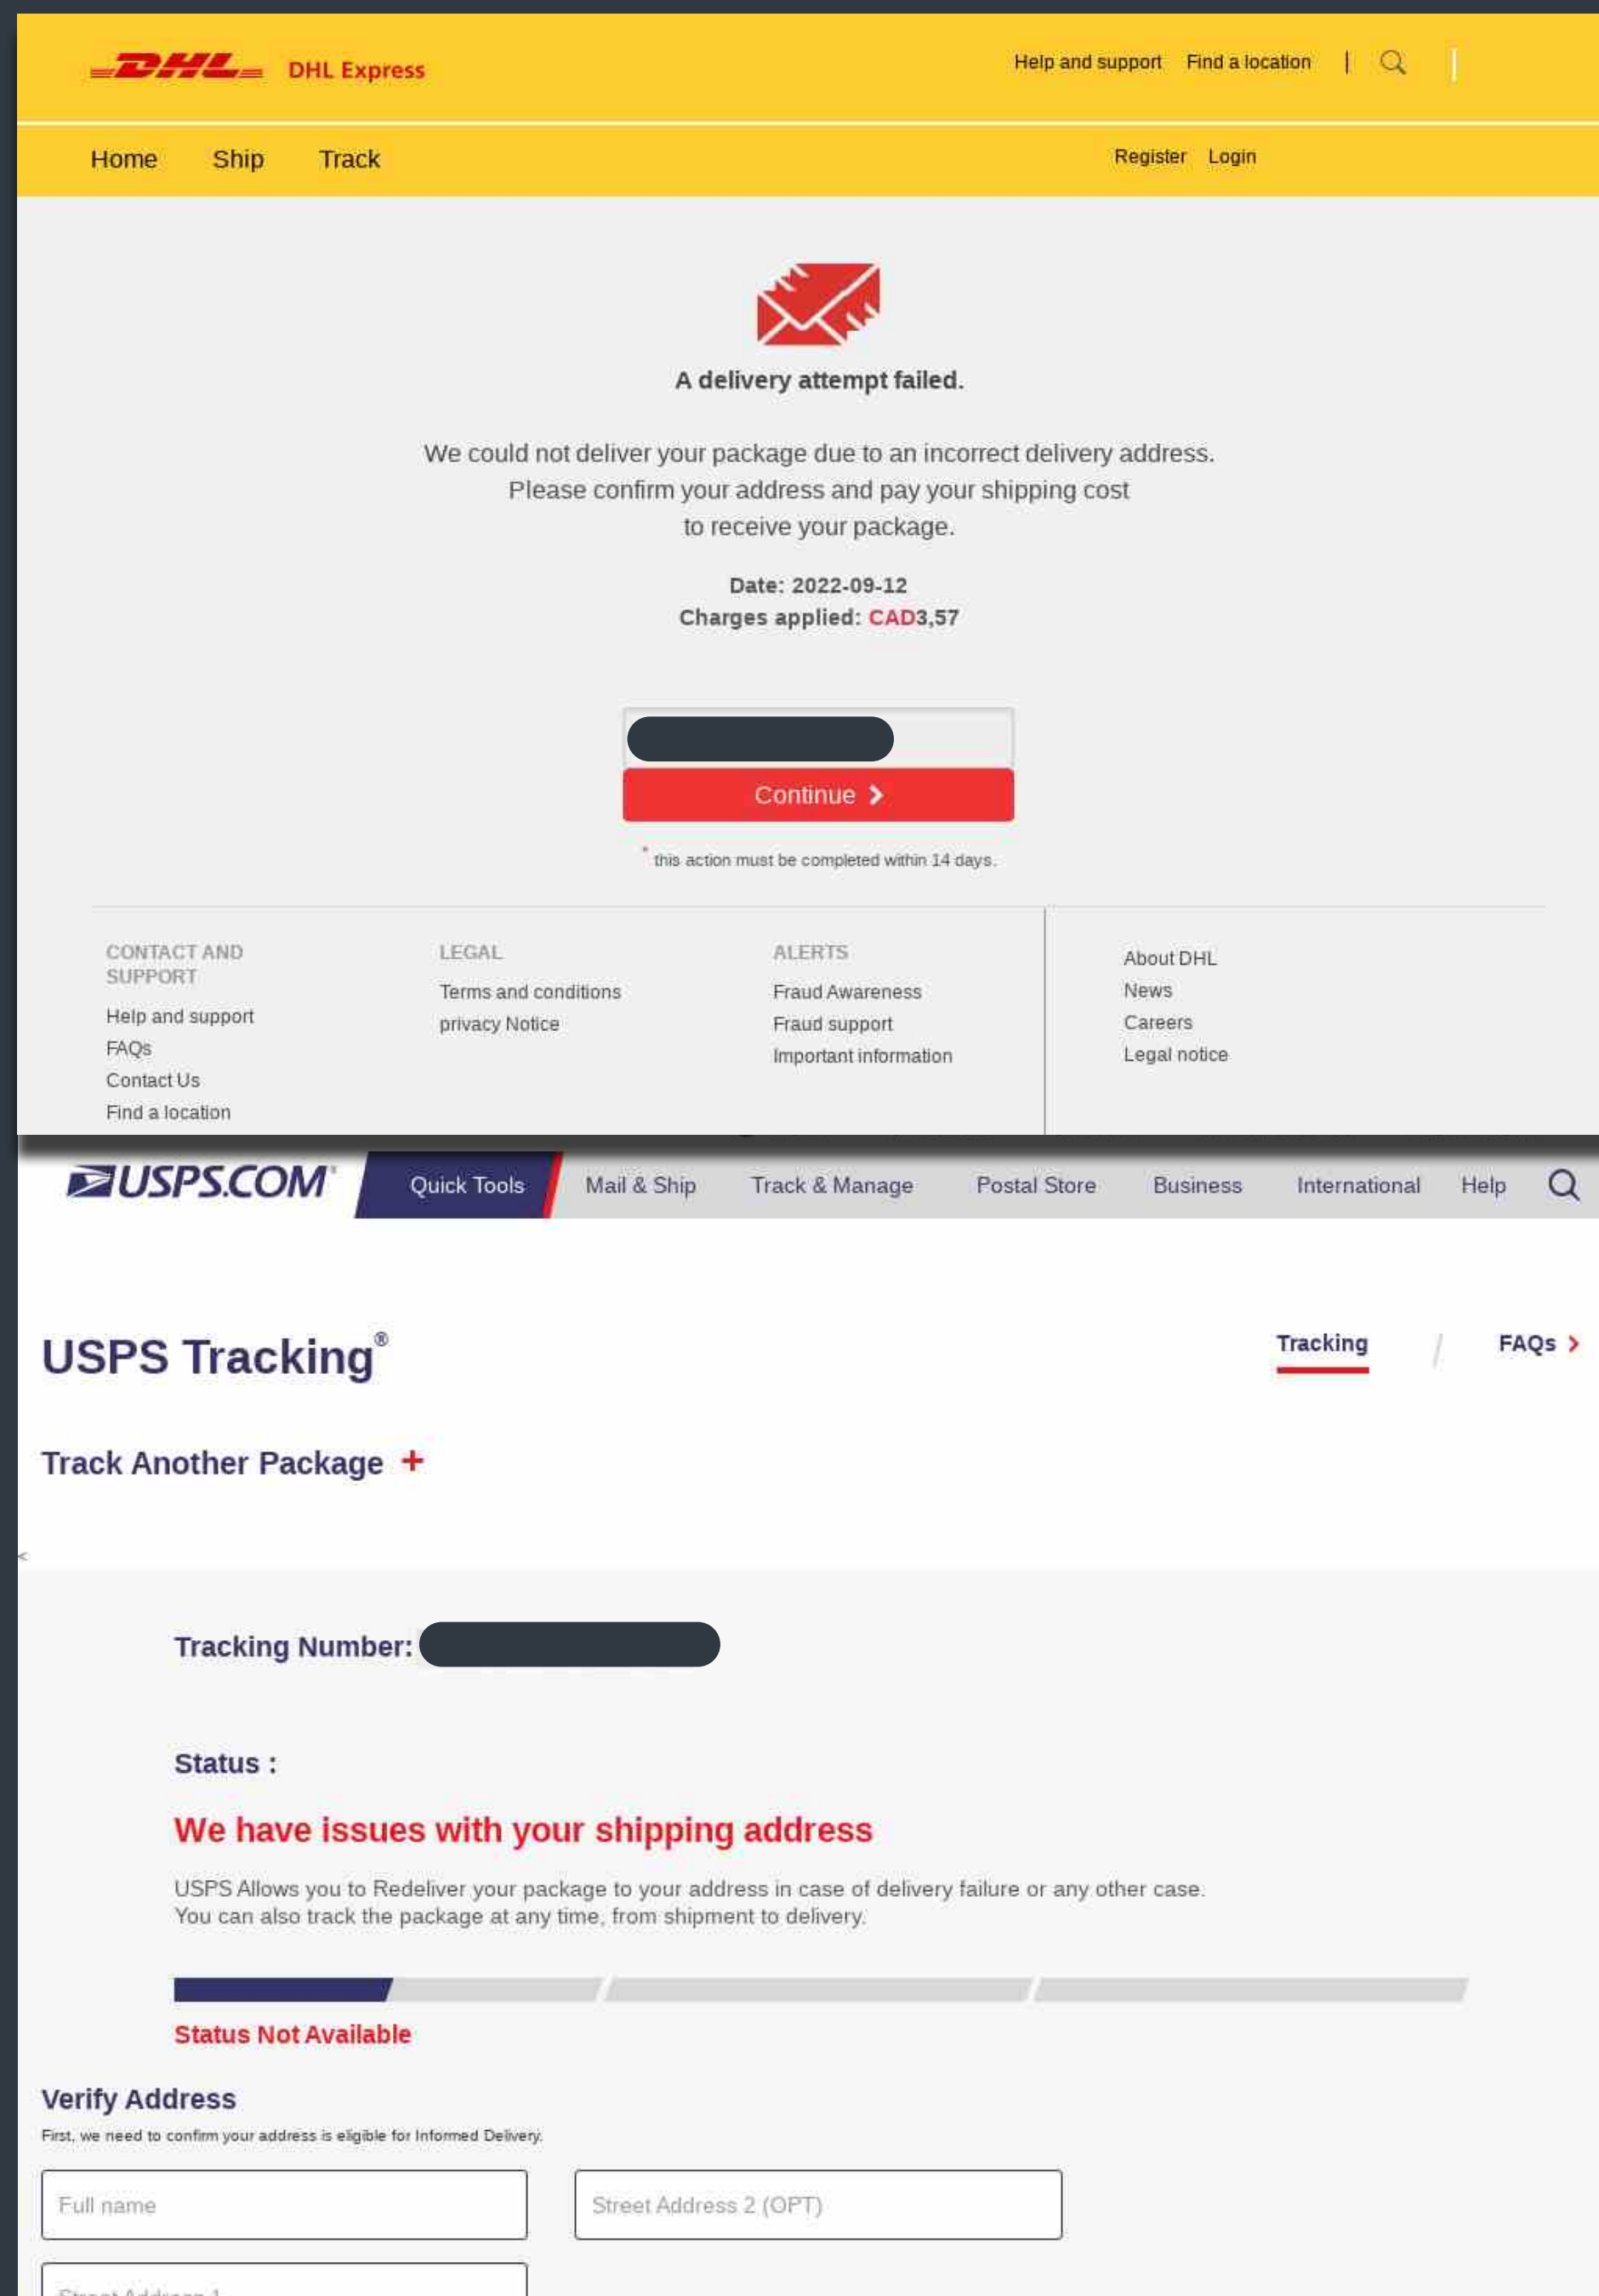 DHL DHL Express
Help and support Find a location
Home Ship Track
Register Login
A delivery attempt failed.
We could not deliver your package due to an incorrect delivery address.
Please confirm your address and pay your shipping cost
to receive your package.
Date: 2022-09-12
Charges applied: CAD3,57
Continue
* this action must be completed within 14 days.
CONTACT AND
SUPPORT
Help and support
FAQs
Contact Us
Find a location
LEGAL
Terms and conditions
privacy Notice
ALERTS
Fraud Awareness
Fraud support
Important information
About DHL
News
Careers
Legal notice
USPS.COM® Quick Tools Mail & Ship Track & Manage Postal Store Business International Help
USPS Tracking®
Tracking / FAQs
Track Another Package +
<
Tracking Number:
Status :
We have issues with your shipping address
USPS Allows you to Redeliver your package to your address in case of delivery failure or any other case.
You can also track the package at any time, from shipment to delivery.
Status Not Available
Verify Address
First, we need to confirm your address is eligible for Informed Delivery.
Full name
Street Address 2 (OPT)
Street Address 1